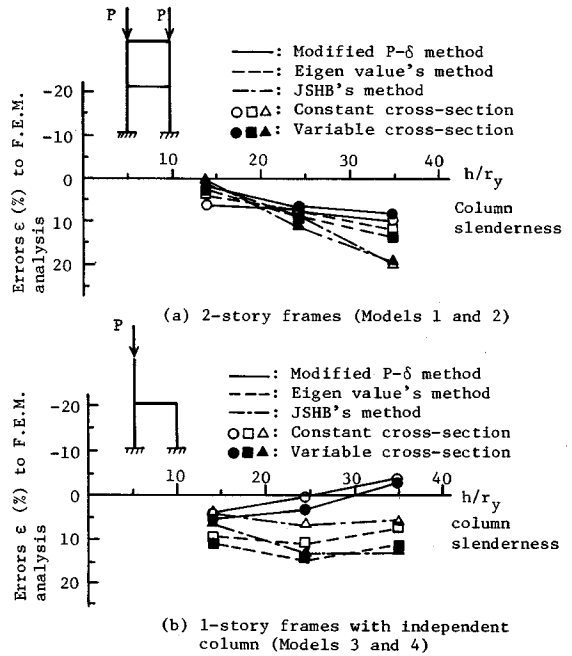 P P
———: Modified P-δ method
– – –: Eigen value's method
—·—: JSHB's method
○□△: Constant cross-section
●■▲: Variable cross-section
-20
-10
0
10
20
10 20 30 40
h/ry
Column
slenderness
Errors ε (%) to F.E.M.
analysis
(a) 2-story frames (Models 1 and 2)
P
———: Modified P-δ method
– – –: Eigen value's method
—·—: JSHB's method
○□△: Constant cross-section
●■▲: Variable cross-section
-20
-10
0
10
20
10 20 30 40
h/ry
column
slenderness
Errors ε (%) to F.E.M.
analysis
(b) 1-story frames with independent
column (Models 3 and 4)